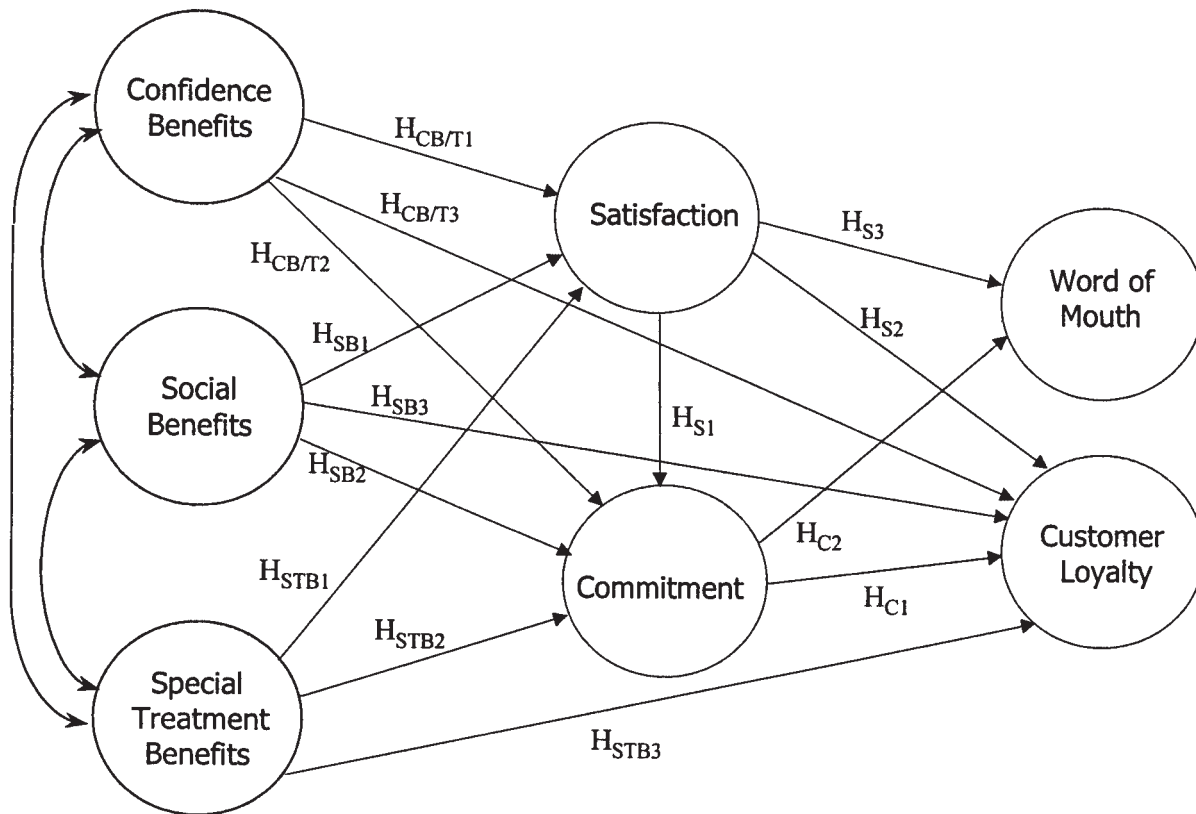 Confidence
Benefits
H_CB/T1
H_CB/T3
H_CB/T2
Satisfaction
H_S3
Word of
Mouth
H_S2
H_SB1
Social
Benefits
H_SB3
H_S1
H_SB2
H_C2
Customer
Loyalty
H_STB1
Commitment
H_C1
H_STB2
Special
Treatment
Benefits
H_STB3